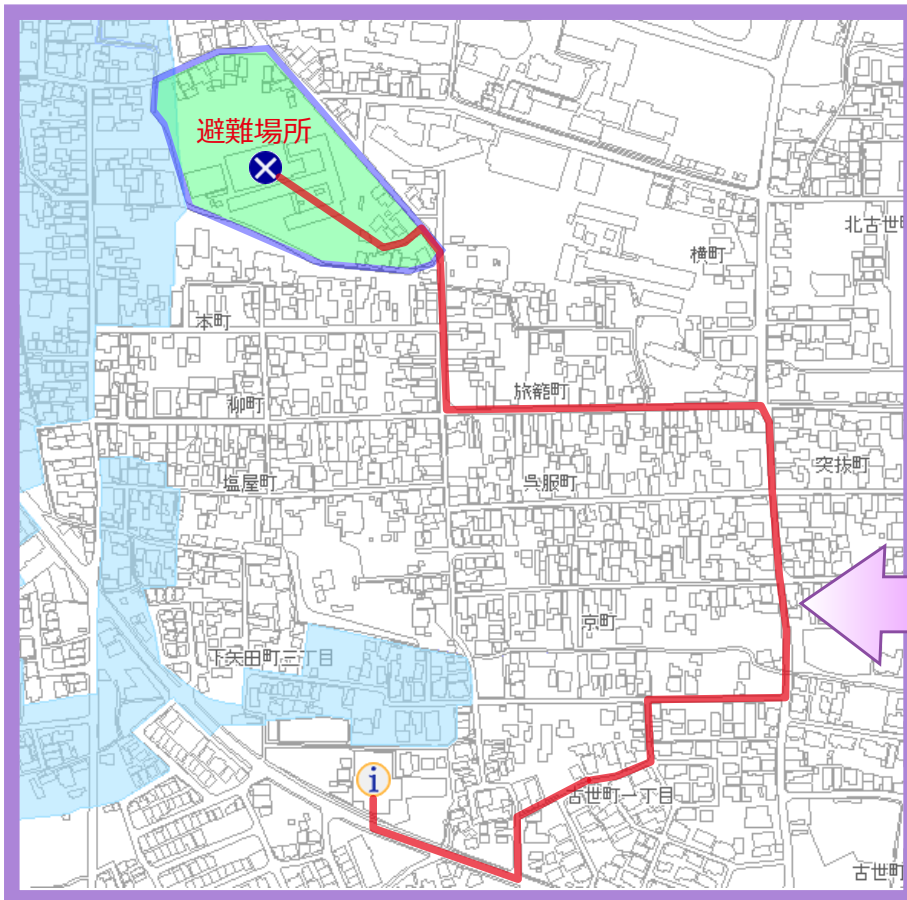 避難場所
北古世町
横町
本町
旅籠町
柳町
突抜町
塩屋町
呉服町
京町
下矢田町三丁目
i
古世町一丁目
古世町